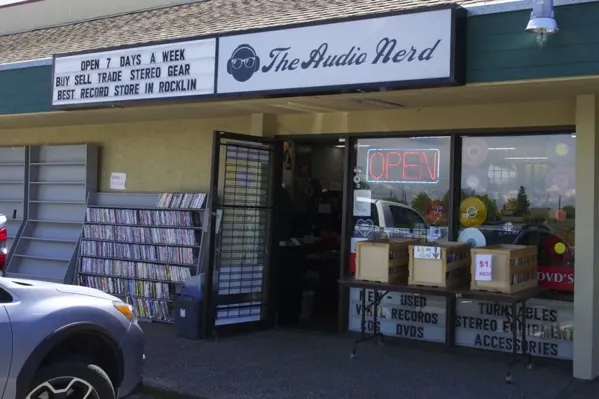 OPEN 7 DAYS A WEEK
BUY SELL TRADE STEREO GEAR
BEST RECORD STORE IN ROCKLIN
The Audio Nerd
OPEN
$1
DVD'S
USED
RECORDS
DVDS
TURNTABLES
STEREO EQUIPMENT
ACCESSORIES